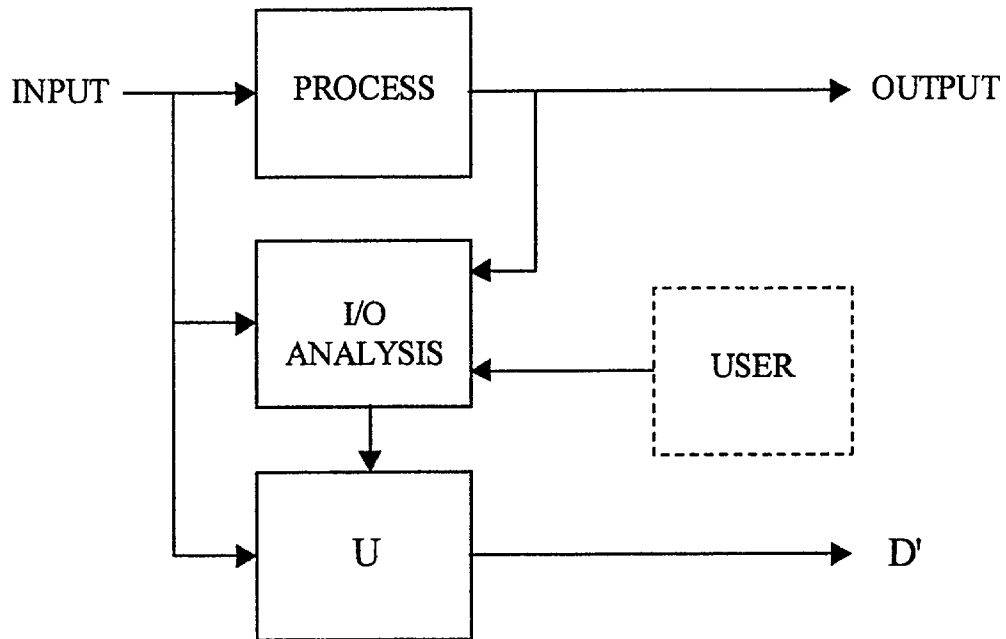 INPUT
PROCESS
OUTPUT
I/O
ANALYSIS
USER
U
D'